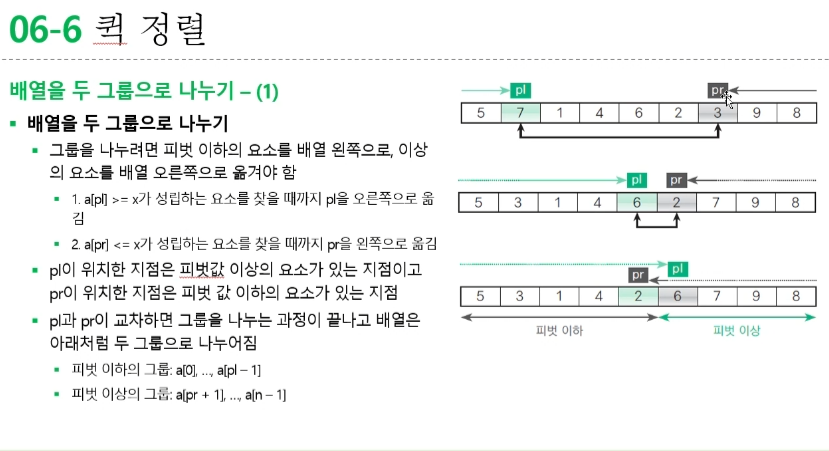 06-6 퀵 정렬
배열을 두 그룹으로 나누기 – (1)
▪ 배열을 두 그룹으로 나누기
▪ 그룹을 나누려면 피벗 이하의 요소를 배열 왼쪽으로, 이상
의 요소를 배열 오른쪽으로 옮겨야 함
▪ 1. a[pl] >= x가 성립하는 요소를 찾을 때까지 pl을 오른쪽으로 옮
김
▪ 2. a[pr] <= x가 성립하는 요소를 찾을 때까지 pr을 왼쪽으로 옮김
▪ pl이 위치한 지점은 피벗값 이상의 요소가 있는 지점이고
pr이 위치한 지점은 피벗 값 이하의 요소가 있는 지점
▪ pl과 pr이 교차하면 그룹을 나누는 과정이 끝나고 배열은
아래처럼 두 그룹으로 나누어짐
▪ 피벗 이하의 그룹: a[0], …, a[pl – 1]
▪ 피벗 이상의 그룹: a[pr + 1], …, a[n – 1]
pl pr
5 7 1 4 6 2 3 9 8
pl pr
5 3 1 4 6 2 7 9 8
pr pl
5 3 1 4 2 6 7 9 8
피벗 이하 피벗 이상